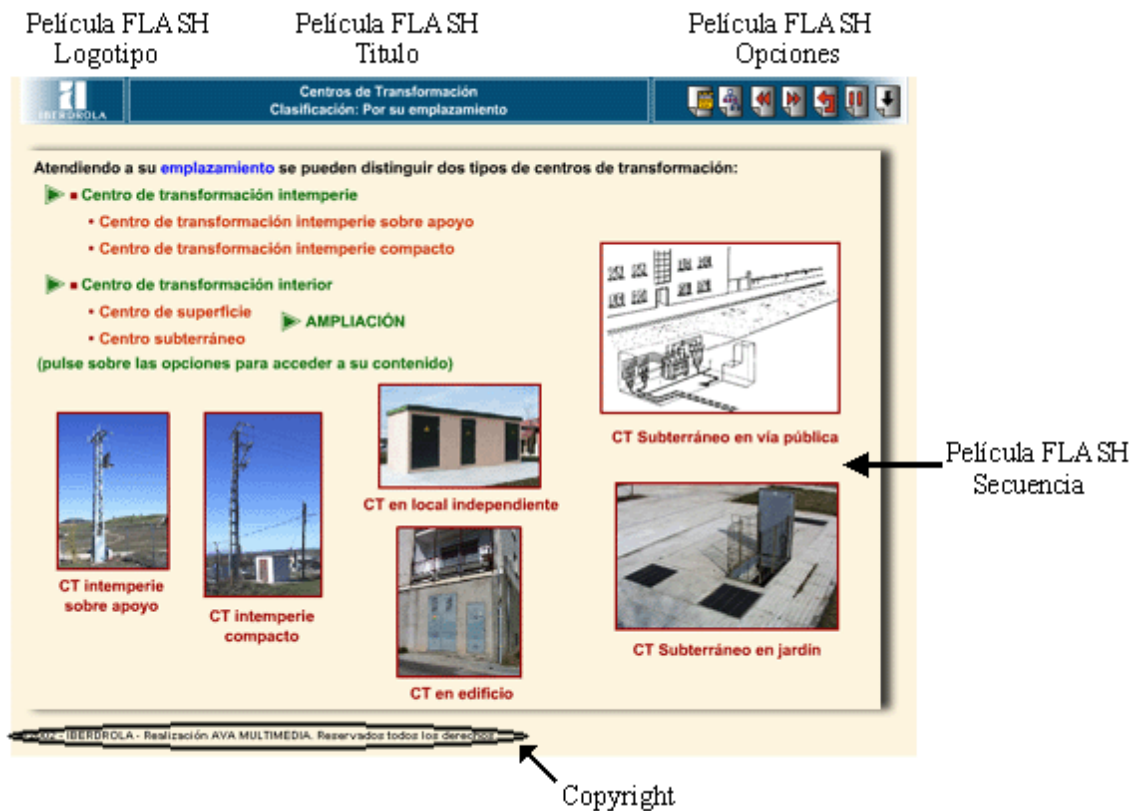 Película FLASH
Logotipo
Película FLASH
Titulo
Película FLASH
Opciones
IBERDROLA
Centros de Transformación
Clasificación: Por su emplazamiento
Atendiendo a su emplazamiento se pueden distinguir dos tipos de centros de transformación:
Centro de transformación intemperie
• Centro de transformación intemperie sobre apoyo
• Centro de transformación intemperie compacto
Centro de transformación interior
• Centro de superficie
AMPLIACIÓN
• Centro subterráneo
(pulse sobre las opciones para acceder a su contenido)
CT intemperie
sobre apoyo
CT intemperie
compacto
CT en local independiente
CT en edificio
CT Subterráneo en vía pública
CT Subterráneo en jardín
Película FLASH
Secuencia
2002 - IBERDROLA - Realización AVA MULTIMEDIA. Reservados todos los derechos
Copyright